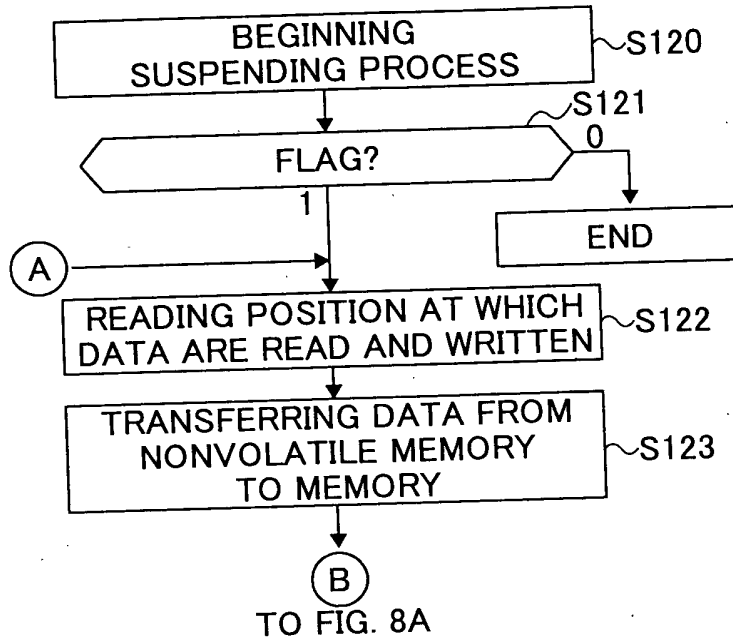 BEGINNING
SUSPENDING PROCESS
S120
S121
FLAG?
0
1
END
A
READING POSITION AT WHICH
DATA ARE READ AND WRITTEN
S122
TRANSFERRING DATA FROM
NONVOLATILE MEMORY
TO MEMORY
S123
B
TO FIG. 8A